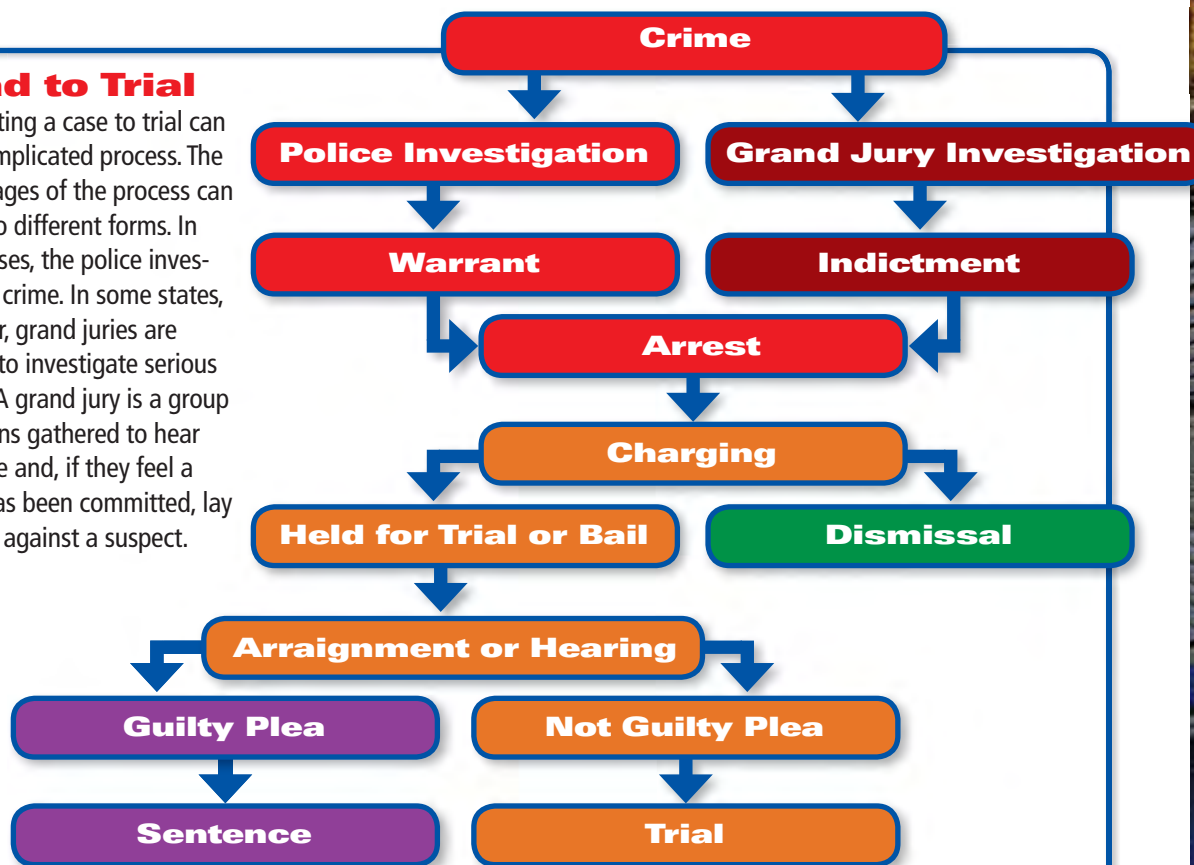 Crime
ad to Trial
ting a case to trial can
mplicated process. The
ages of the process can
o different forms. In
ses, the police inves-
crime. In some states,
r, grand juries are
to investigate serious
A grand jury is a group
ns gathered to hear
e and, if they feel a
as been committed, lay
against a suspect.
Police Investigation
Grand Jury Investigation
Warrant
Indictment
Arrest
Charging
Held for Trial or Bail
Dismissal
Arraignment or Hearing
Guilty Plea
Not Guilty Plea
Sentence
Trial